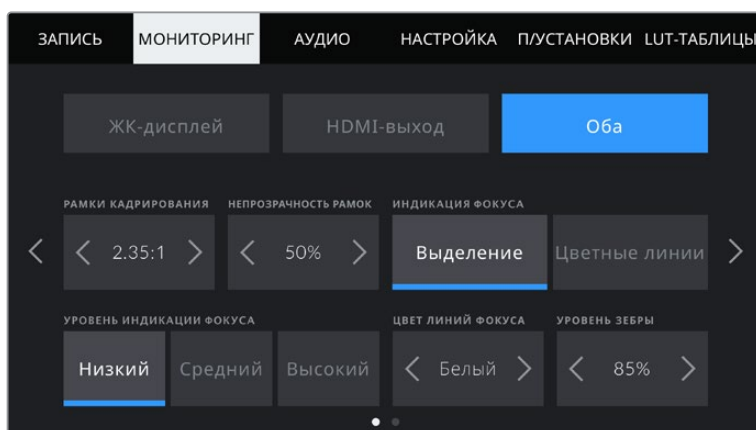 ЗАПИСЬ МОНИТОРИНГ АУДИО НАСТРОЙКА П/УСТАНОВКИ LUT-ТАБЛИЦЫ
ЖК-дисплей HDMI-выход Оба
РАМКИ КАДРИРОВАНИЯ НЕПРОЗРАЧНОСТЬ РАМОК ИНДИКАЦИЯ ФОКУСА
2.35:1 50% Выделение Цветные линии
УРОВЕНЬ ИНДИКАЦИИ ФОКУСА ЦВЕТ ЛИНИЙ ФОКУСА УРОВЕНЬ ЗЕБРЫ
Низкий Средний Высокий Белый 85%